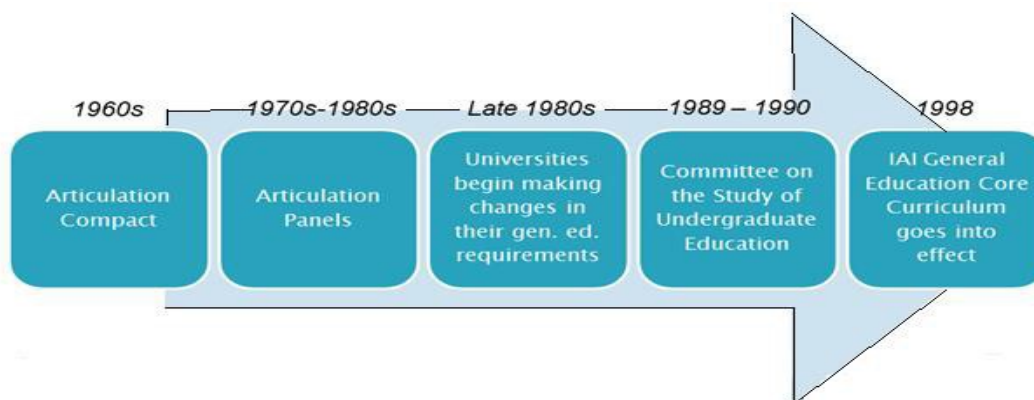 1960s
1970s-1980s
Late 1980s
1989 – 1990
1998
Articulation
Compact
Articulation
Panels
Universities
begin making
changes in
their gen. ed.
requirements
Committee on
the Study of
Undergraduate
Education
IAI General
Education Core
Curriculum
goes into
effect